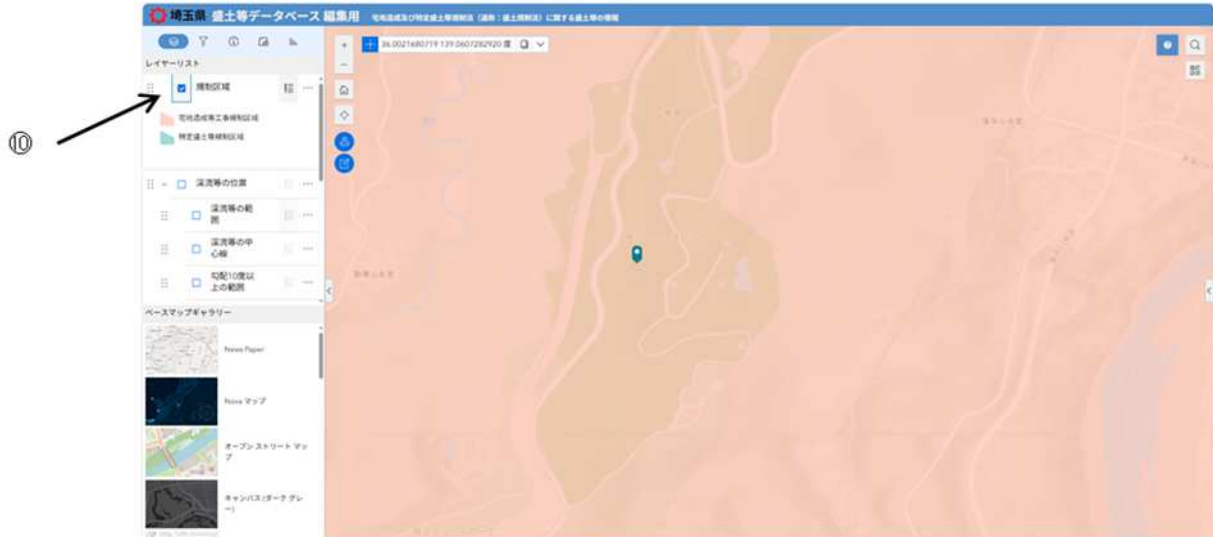 埼玉県 盛土等データベース 編集用 宅地造成及び特定盛土等規制法（通称：盛土規制法）に関する盛土等の情報
36.0021680719 139.0607282920 度
レイヤーリスト
⑩
規制区域
宅地造成等工事規制区域
特定盛土等規制区域
渓流等の位置
渓流等の範
囲
渓流等の中
心線
勾配10度以
上の範囲
ベースマップギャラリー
Nova Paper
Nova マップ
オープン ストリート マッ
プ
キャンバス (ダーク グレ
ー)